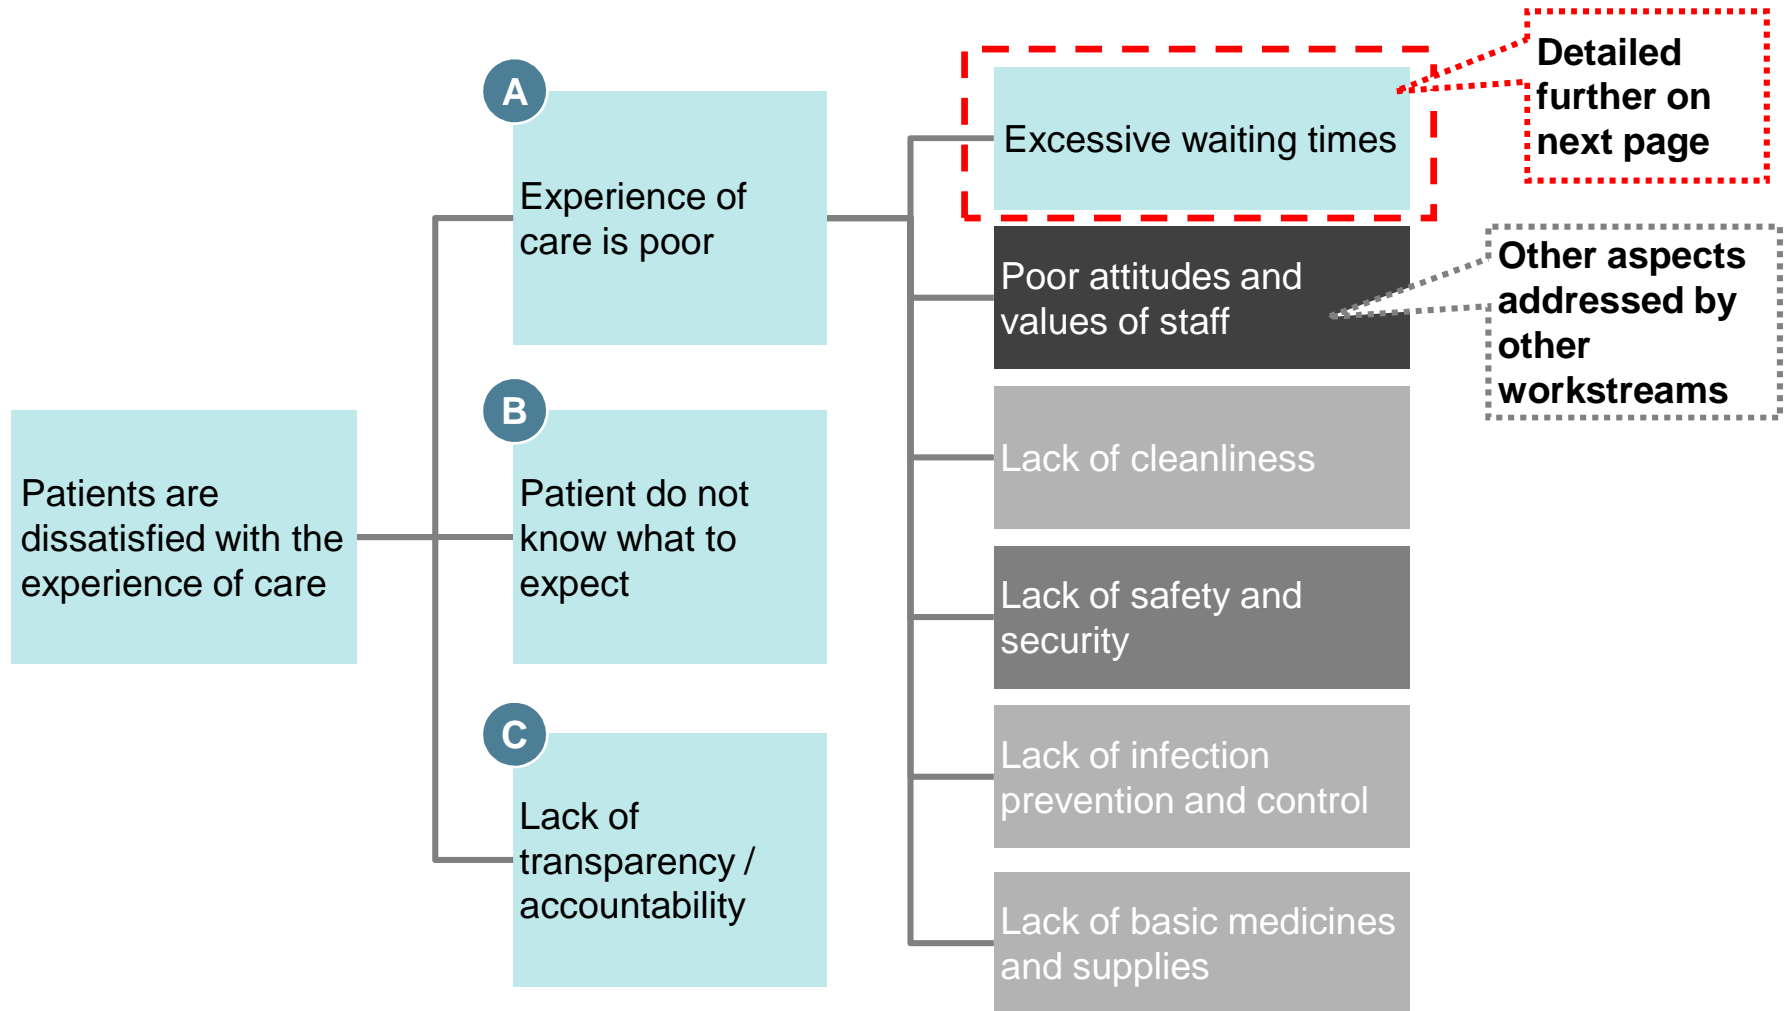 Patients are
dissatisfied with the
experience of care
A
Experience of
care is poor
B
Patient do not
know what to
expect
C
Lack of
transparency /
accountability
Excessive waiting times
Poor attitudes and
values of staff
Lack of cleanliness
Lack of safety and
security
Lack of infection
prevention and control
Lack of basic medicines
and supplies
Detailed
further on
next page
Other aspects
addressed by
other
workstreams